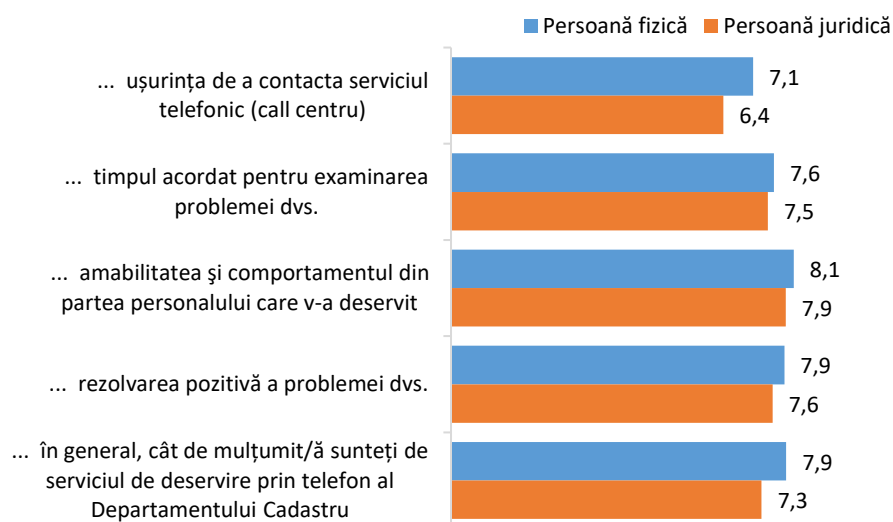 Persoană fizică Persoană juridică
... ușurința de a contacta serviciul
telefonic (call centru)
7,1
6,4
... timpul acordat pentru examinarea
problemei dvs.
7,6
7,5
... amabilitatea şi comportamentul din
partea personalului care v-a deservit
8,1
7,9
... rezolvarea pozitivă a problemei dvs.
7,9
7,6
... în general, cât de mulțumit/ă sunteți de
serviciul de deservire prin telefon al
Departamentului Cadastru
7,9
7,3